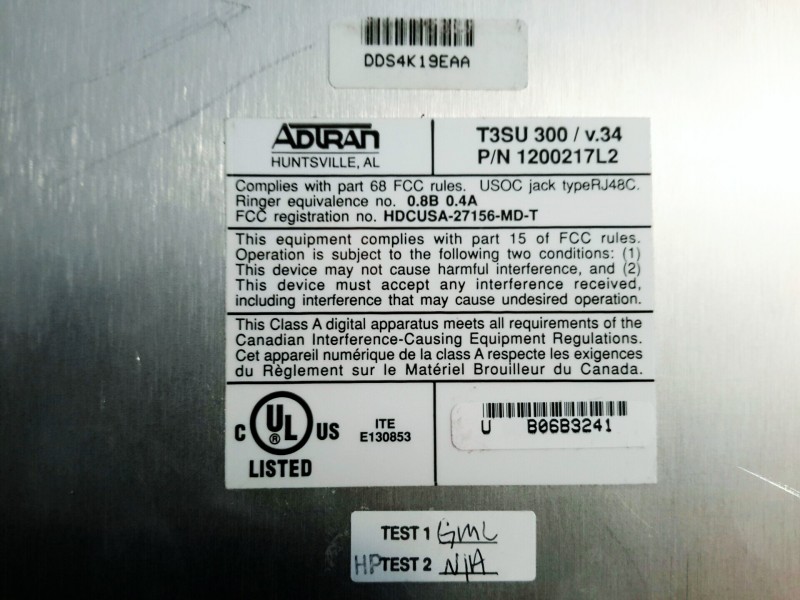 DDS4K19EAA
ADTRAN
HUNTSVILLE, AL
T3SU 300 / v.34
P/N 1200217L2
Complies with part 68 FCC rules. USOC jack typeRJ48C.
Ringer equivalence no. 0.8B 0.4A
FCC registration no. HDCUSA-27156-MD-T
This equipment complies with part 15 of FCC rules.
Operation is subject to the following two conditions: (1)
This device may not cause harmful interference, and (2)
This device must accept any interference received,
including interference that may cause undesired operation.
This Class A digital apparatus meets all requirements of the
Canadian Interference-Causing Equipment Regulations.
Cet appareil numérique de la class A respecte les exigences
du Règlement sur le Matériel Brouilleur du Canada.
C UL ® US
LISTED
ITE
E130853
U B06B3241
TEST 1 GML
HP TEST 2 N/A